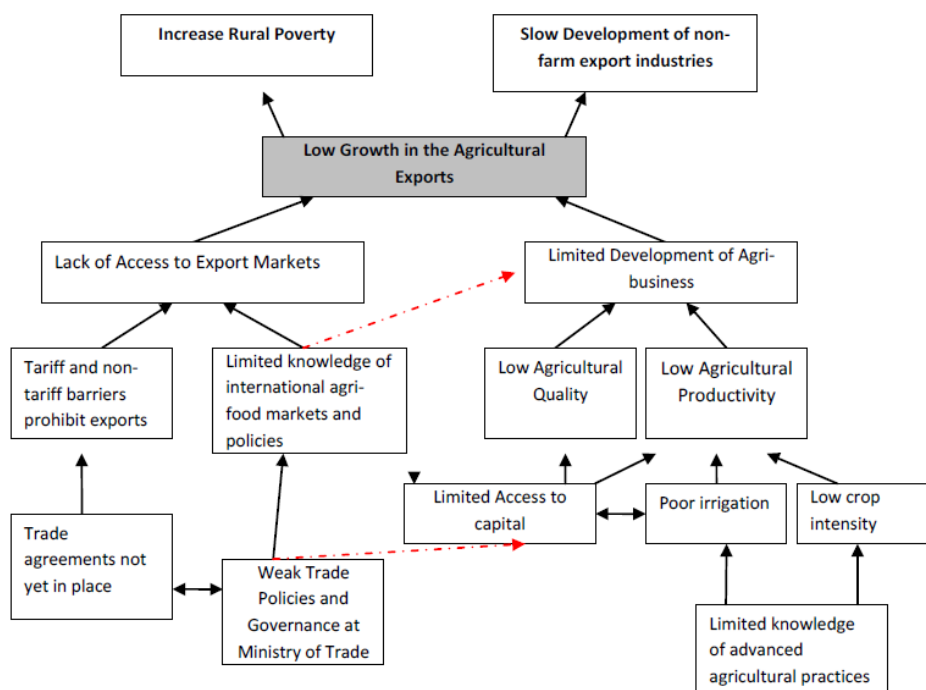 Increase Rural Poverty
Slow Development of non-
farm export industries
Low Growth in the Agricultural
Exports
Lack of Access to Export Markets
Limited Development of Agri-
business
Tariff and non-
tariff barriers
prohibit exports
Limited knowledge of
international agri-
food markets and
policies
Low Agricultural
Quality
Low Agricultural
Productivity
Limited Access to
capital
Poor irrigation
Low crop
intensity
Trade
agreements not
yet in place
Weak Trade
Policies and
Governance at
Ministry of Trade
Limited knowledge
of advanced
agricultural practices